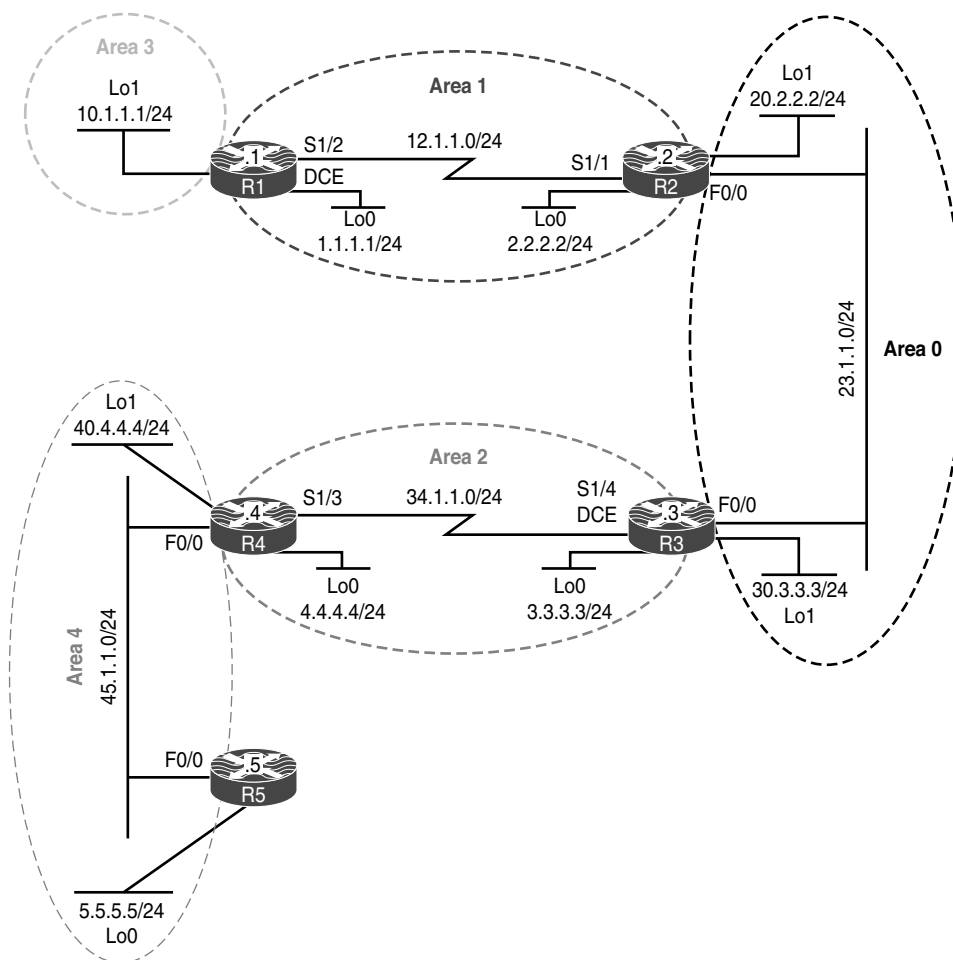 Area 3
Lo1
10.1.1.1/24
Area 1
Lo1
20.2.2.2/24
S1/2
12.1.1.0/24
.1
R1
DCE
S1/1
.2
R2
F0/0
Lo0
1.1.1.1/24
Lo0
2.2.2.2/24
23.1.1.0/24
Area 0
Lo1
40.4.4.4/24
Area 2
S1/3
34.1.1.0/24
S1/4
DCE
.4
R4
F0/0
.3
R3
F0/0
Lo0
4.4.4.4/24
Lo0
3.3.3.3/24
30.3.3.3/24
Lo1
Area 4
45.1.1.0/24
F0/0
.5
R5
5.5.5.5/24
Lo0